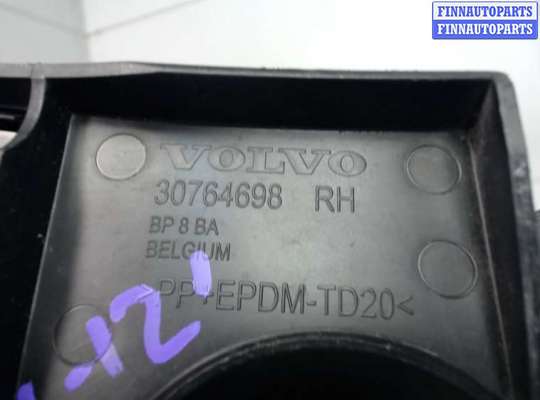 FINNAUTOPARTS
FINNAUTOPARTS
VOLVO
30764698 RH
BP 8 BA
BELGIUM
PP+EPDM-TD20<